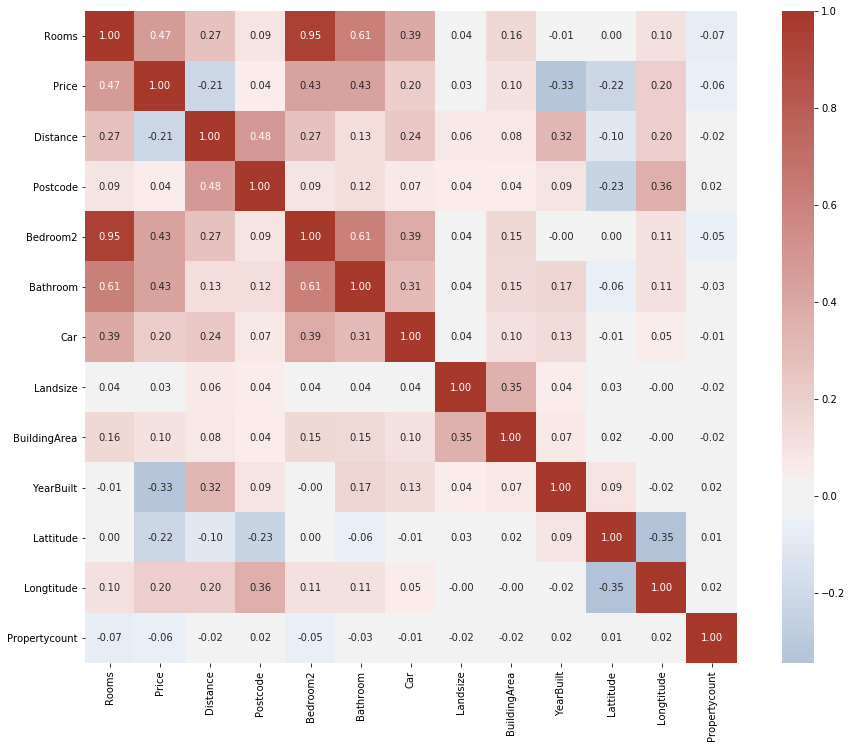 Rooms 1.00 0.47 0.27 0.09 0.95 0.61 0.39 0.04 0.16 -0.01 0.00 0.10 -0.07
Price 0.47 1.00 -0.21 0.04 0.43 0.43 0.20 0.03 0.10 -0.33 -0.22 0.20 -0.06
Distance 0.27 -0.21 1.00 0.48 0.27 0.13 0.24 0.06 0.08 0.32 -0.10 0.20 -0.02
Postcode 0.09 0.04 0.48 1.00 0.09 0.12 0.07 0.04 0.04 0.09 -0.23 0.36 0.02
Bedroom2 0.95 0.43 0.27 0.09 1.00 0.61 0.39 0.04 0.15 -0.00 0.00 0.11 -0.05
Bathroom 0.61 0.43 0.13 0.12 0.61 1.00 0.31 0.04 0.15 0.17 -0.06 0.11 -0.03
Car 0.39 0.20 0.24 0.07 0.39 0.31 1.00 0.04 0.10 0.13 -0.01 0.05 -0.01
Landsize 0.04 0.03 0.06 0.04 0.04 0.04 0.04 1.00 0.35 0.04 0.03 -0.00 -0.02
BuildingArea 0.16 0.10 0.08 0.04 0.15 0.15 0.10 0.35 1.00 0.07 0.02 -0.00 -0.02
YearBuilt -0.01 -0.33 0.32 0.09 -0.00 0.17 0.13 0.04 0.07 1.00 0.09 -0.02 0.02
Lattitude 0.00 -0.22 -0.10 -0.23 0.00 -0.06 -0.01 0.03 0.02 0.09 1.00 -0.35 0.01
Longtitude 0.10 0.20 0.20 0.36 0.11 0.11 0.05 -0.00 -0.00 -0.02 -0.35 1.00 0.02
Propertycount -0.07 -0.06 -0.02 0.02 -0.05 -0.03 -0.01 -0.02 -0.02 0.02 0.01 0.02 1.00
Rooms
Price
Distance
Postcode
Bedroom2
Bathroom
Car
Landsize
BuildingArea
YearBuilt
Lattitude
Longtitude
Propertycount
1.0
0.8
0.6
0.4
0.2
0.0
−0.2